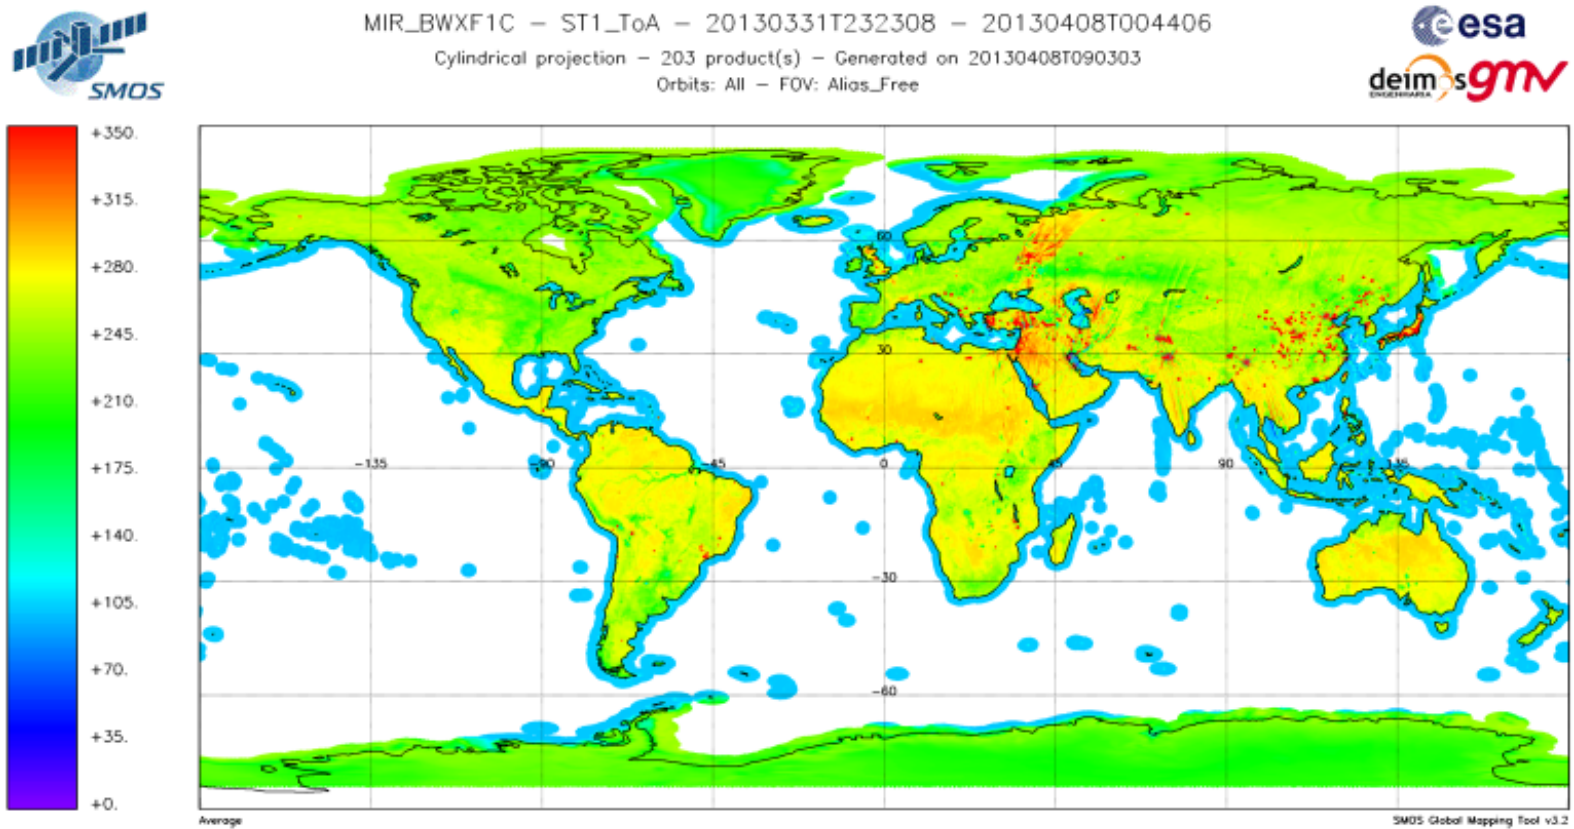 MIR_BWXF1C - ST1_ToA - 20130331T232308 - 20130408T004406
Cylindrical projection - 203 product(s) - Generated on 20130408T090303
Orbits: All - FOV: Alias_Free
SMOS
esa
deimos
ENGENHARIA
gmv
+350.
+315.
+280.
+245.
+210.
+175.
+140.
+105.
+70.
+35.
+0.
60
30
-135 -90 -45 0 45 90 135
-30
-60
Average
SMOS Global Mapping Tool v3.2